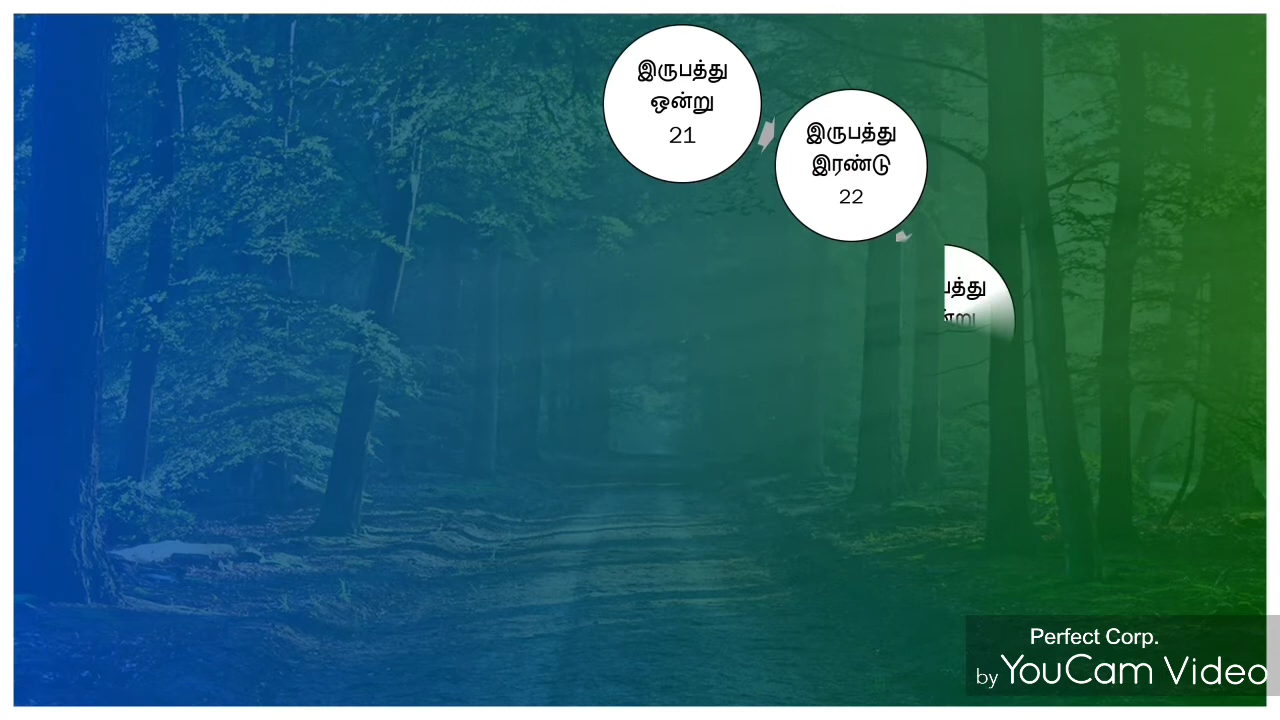 இருபத்து
ஒன்று
21
இருபத்து
இரண்டு
22
Perfect Corp.
by YouCam Video